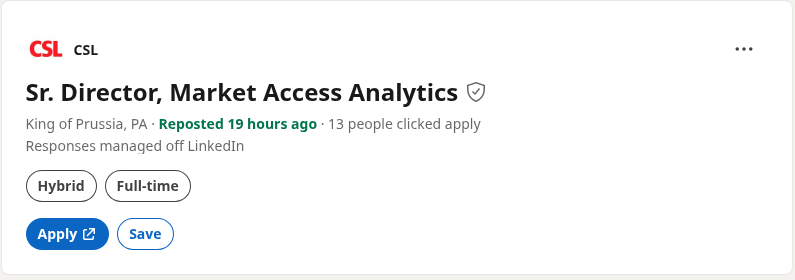 CSL CSL
Sr. Director, Market Access Analytics
King of Prussia, PA · Reposted 19 hours ago · 13 people clicked apply
Responses managed off LinkedIn
Hybrid Full-time
Apply Save